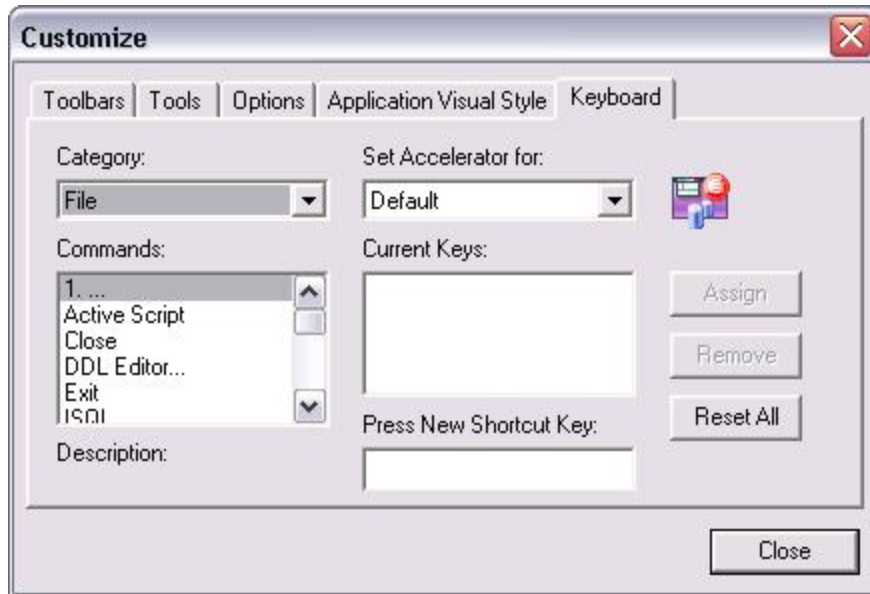 Customize
Toolbars Tools Options Application Visual Style Keyboard
Category:
Set Accelerator for:
File
Default
Commands:
Current Keys:
1. ...
Active Script
Close
DDL Editor...
Exit
ISQL
Assign
Remove
Reset All
Press New Shortcut Key:
Description:
Close